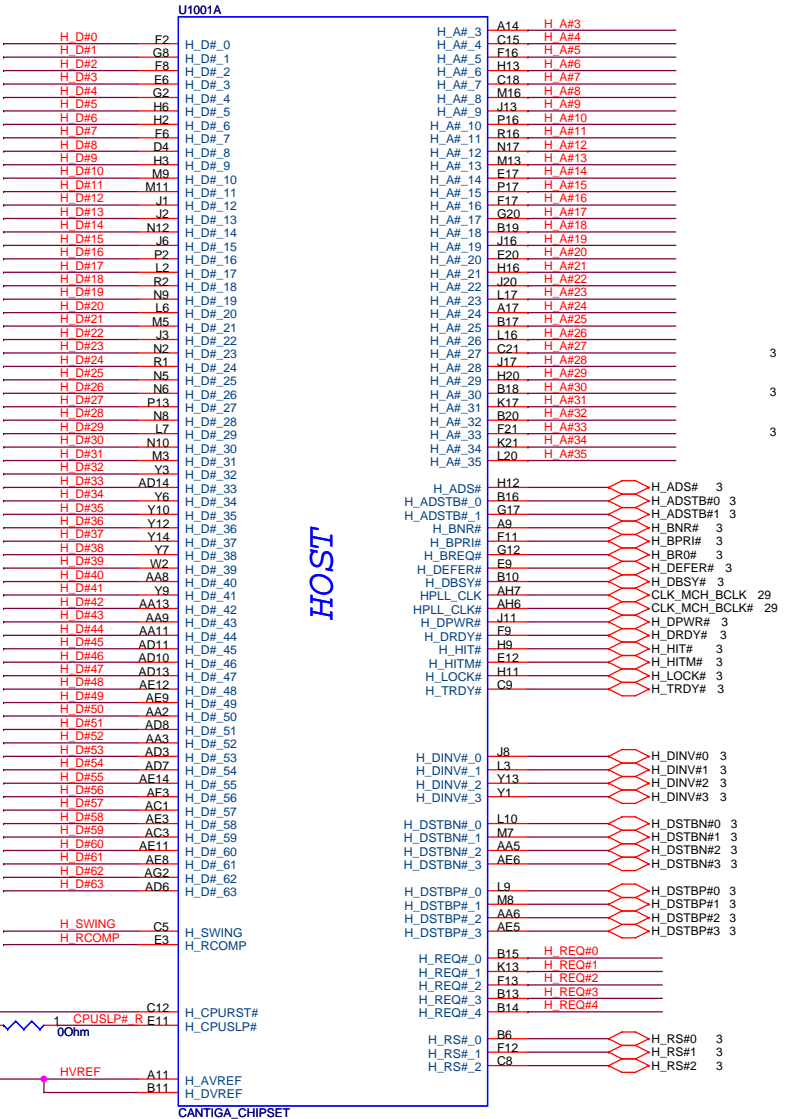 U1001A
H_D#0 F2 H_D#_0
H_D#1 G8 H_D#_1
H_D#2 F8 H_D#_2
H_D#3 E6 H_D#_3
H_D#4 G2 H_D#_4
H_D#5 H6 H_D#_5
H_D#6 H2 H_D#_6
H_D#7 F6 H_D#_7
H_D#8 D4 H_D#_8
H_D#9 H3 H_D#_9
H_D#10 M9 H_D#_10
H_D#11 M11 H_D#_11
H_D#12 J1 H_D#_12
H_D#13 J2 H_D#_13
H_D#14 N12 H_D#_14
H_D#15 J6 H_D#_15
H_D#16 P2 H_D#_16
H_D#17 L2 H_D#_17
H_D#18 R2 H_D#_18
H_D#19 N9 H_D#_19
H_D#20 L6 H_D#_20
H_D#21 M5 H_D#_21
H_D#22 J3 H_D#_22
H_D#23 N2 H_D#_23
H_D#24 R1 H_D#_24
H_D#25 N5 H_D#_25
H_D#26 N6 H_D#_26
H_D#27 P13 H_D#_27
H_D#28 N8 H_D#_28
H_D#29 L7 H_D#_29
H_D#30 N10 H_D#_30
H_D#31 M3 H_D#_31
H_D#32 Y3 H_D#_32
H_D#33 AD14 H_D#_33
H_D#34 Y6 H_D#_34
H_D#35 Y10 H_D#_35
H_D#36 Y12 H_D#_36
H_D#37 Y14 H_D#_37
H_D#38 Y7 H_D#_38
H_D#39 W2 H_D#_39
H_D#40 AA8 H_D#_40
H_D#41 Y9 H_D#_41
H_D#42 AA13 H_D#_42
H_D#43 AA9 H_D#_43
H_D#44 AA11 H_D#_44
H_D#45 AD11 H_D#_45
H_D#46 AD10 H_D#_46
H_D#47 AD13 H_D#_47
H_D#48 AE12 H_D#_48
H_D#49 AE9 H_D#_49
H_D#50 AA2 H_D#_50
H_D#51 AD8 H_D#_51
H_D#52 AA3 H_D#_52
H_D#53 AD3 H_D#_53
H_D#54 AD7 H_D#_54
H_D#55 AE14 H_D#_55
H_D#56 AF3 H_D#_56
H_D#57 AC1 H_D#_57
H_D#58 AE3 H_D#_58
H_D#59 AC3 H_D#_59
H_D#60 AE11 H_D#_60
H_D#61 AE8 H_D#_61
H_D#62 AG2 H_D#_62
H_D#63 AD6 H_D#_63
H_SWING C5 H_SWING
H_RCOMP E3 H_RCOMP
C12 H_CPURST#
1 CPUSLP#_R E11 H_CPUSLP#
0Ohm
HVREF A11 H_AVREF
B11 H_DVREF
HOST
H_A#_3 A14 H_A#3
H_A#_4 C15 H_A#4
H_A#_5 F16 H_A#5
H_A#_6 H13 H_A#6
H_A#_7 C18 H_A#7
H_A#_8 M16 H_A#8
H_A#_9 J13 H_A#9
H_A#_10 P16 H_A#10
H_A#_11 R16 H_A#11
H_A#_12 N17 H_A#12
H_A#_13 M13 H_A#13
H_A#_14 E17 H_A#14
H_A#_15 P17 H_A#15
H_A#_16 F17 H_A#16
H_A#_17 G20 H_A#17
H_A#_18 B19 H_A#18
H_A#_19 J16 H_A#19
H_A#_20 E20 H_A#20
H_A#_21 H16 H_A#21
H_A#_22 J20 H_A#22
H_A#_23 L17 H_A#23
H_A#_24 A17 H_A#24
H_A#_25 B17 H_A#25
H_A#_26 L16 H_A#26
H_A#_27 C21 H_A#27 3
H_A#_28 J17 H_A#28
H_A#_29 H20 H_A#29
H_A#_30 B18 H_A#30 3
H_A#_31 K17 H_A#31
H_A#_32 B20 H_A#32
H_A#_33 F21 H_A#33 3
H_A#_34 K21 H_A#34
H_A#_35 L20 H_A#35
H_ADS# H12 H_ADS# 3
H_ADSTB#_0 B16 H_ADSTB#0 3
H_ADSTB#_1 G17 H_ADSTB#1 3
H_BNR# A9 H_BNR# 3
H_BPRI# F11 H_BPRI# 3
H_BREQ# G12 H_BR0# 3
H_DEFER# E9 H_DEFER# 3
H_DBSY# B10 H_DBSY# 3
HPLL_CLK AH7 CLK_MCH_BCLK 29
HPLL_CLK# AH6 CLK_MCH_BCLK# 29
H_DPWR# J11 H_DPWR# 3
H_DRDY# F9 H_DRDY# 3
H_HIT# H9 H_HIT# 3
H_HITM# E12 H_HITM# 3
H_LOCK# H11 H_LOCK# 3
H_TRDY# C9 H_TRDY# 3
H_DINV#_0 J8 H_DINV#0 3
H_DINV#_1 L3 H_DINV#1 3
H_DINV#_2 Y13 H_DINV#2 3
H_DINV#_3 Y1 H_DINV#3 3
H_DSTBN#_0 L10 H_DSTBN#0 3
H_DSTBN#_1 M7 H_DSTBN#1 3
H_DSTBN#_2 AA5 H_DSTBN#2 3
H_DSTBN#_3 AE6 H_DSTBN#3 3
H_DSTBP#_0 L9 H_DSTBP#0 3
H_DSTBP#_1 M8 H_DSTBP#1 3
H_DSTBP#_2 AA6 H_DSTBP#2 3
H_DSTBP#_3 AE5 H_DSTBP#3 3
H_REQ#_0 B15 H_REQ#0
H_REQ#_1 K13 H_REQ#1
H_REQ#_2 F13 H_REQ#2
H_REQ#_3 B13 H_REQ#3
H_REQ#_4 B14 H_REQ#4
H_RS#_0 B6 H_RS#0 3
H_RS#_1 F12 H_RS#1 3
H_RS#_2 C8 H_RS#2 3
CANTIGA_CHIPSET